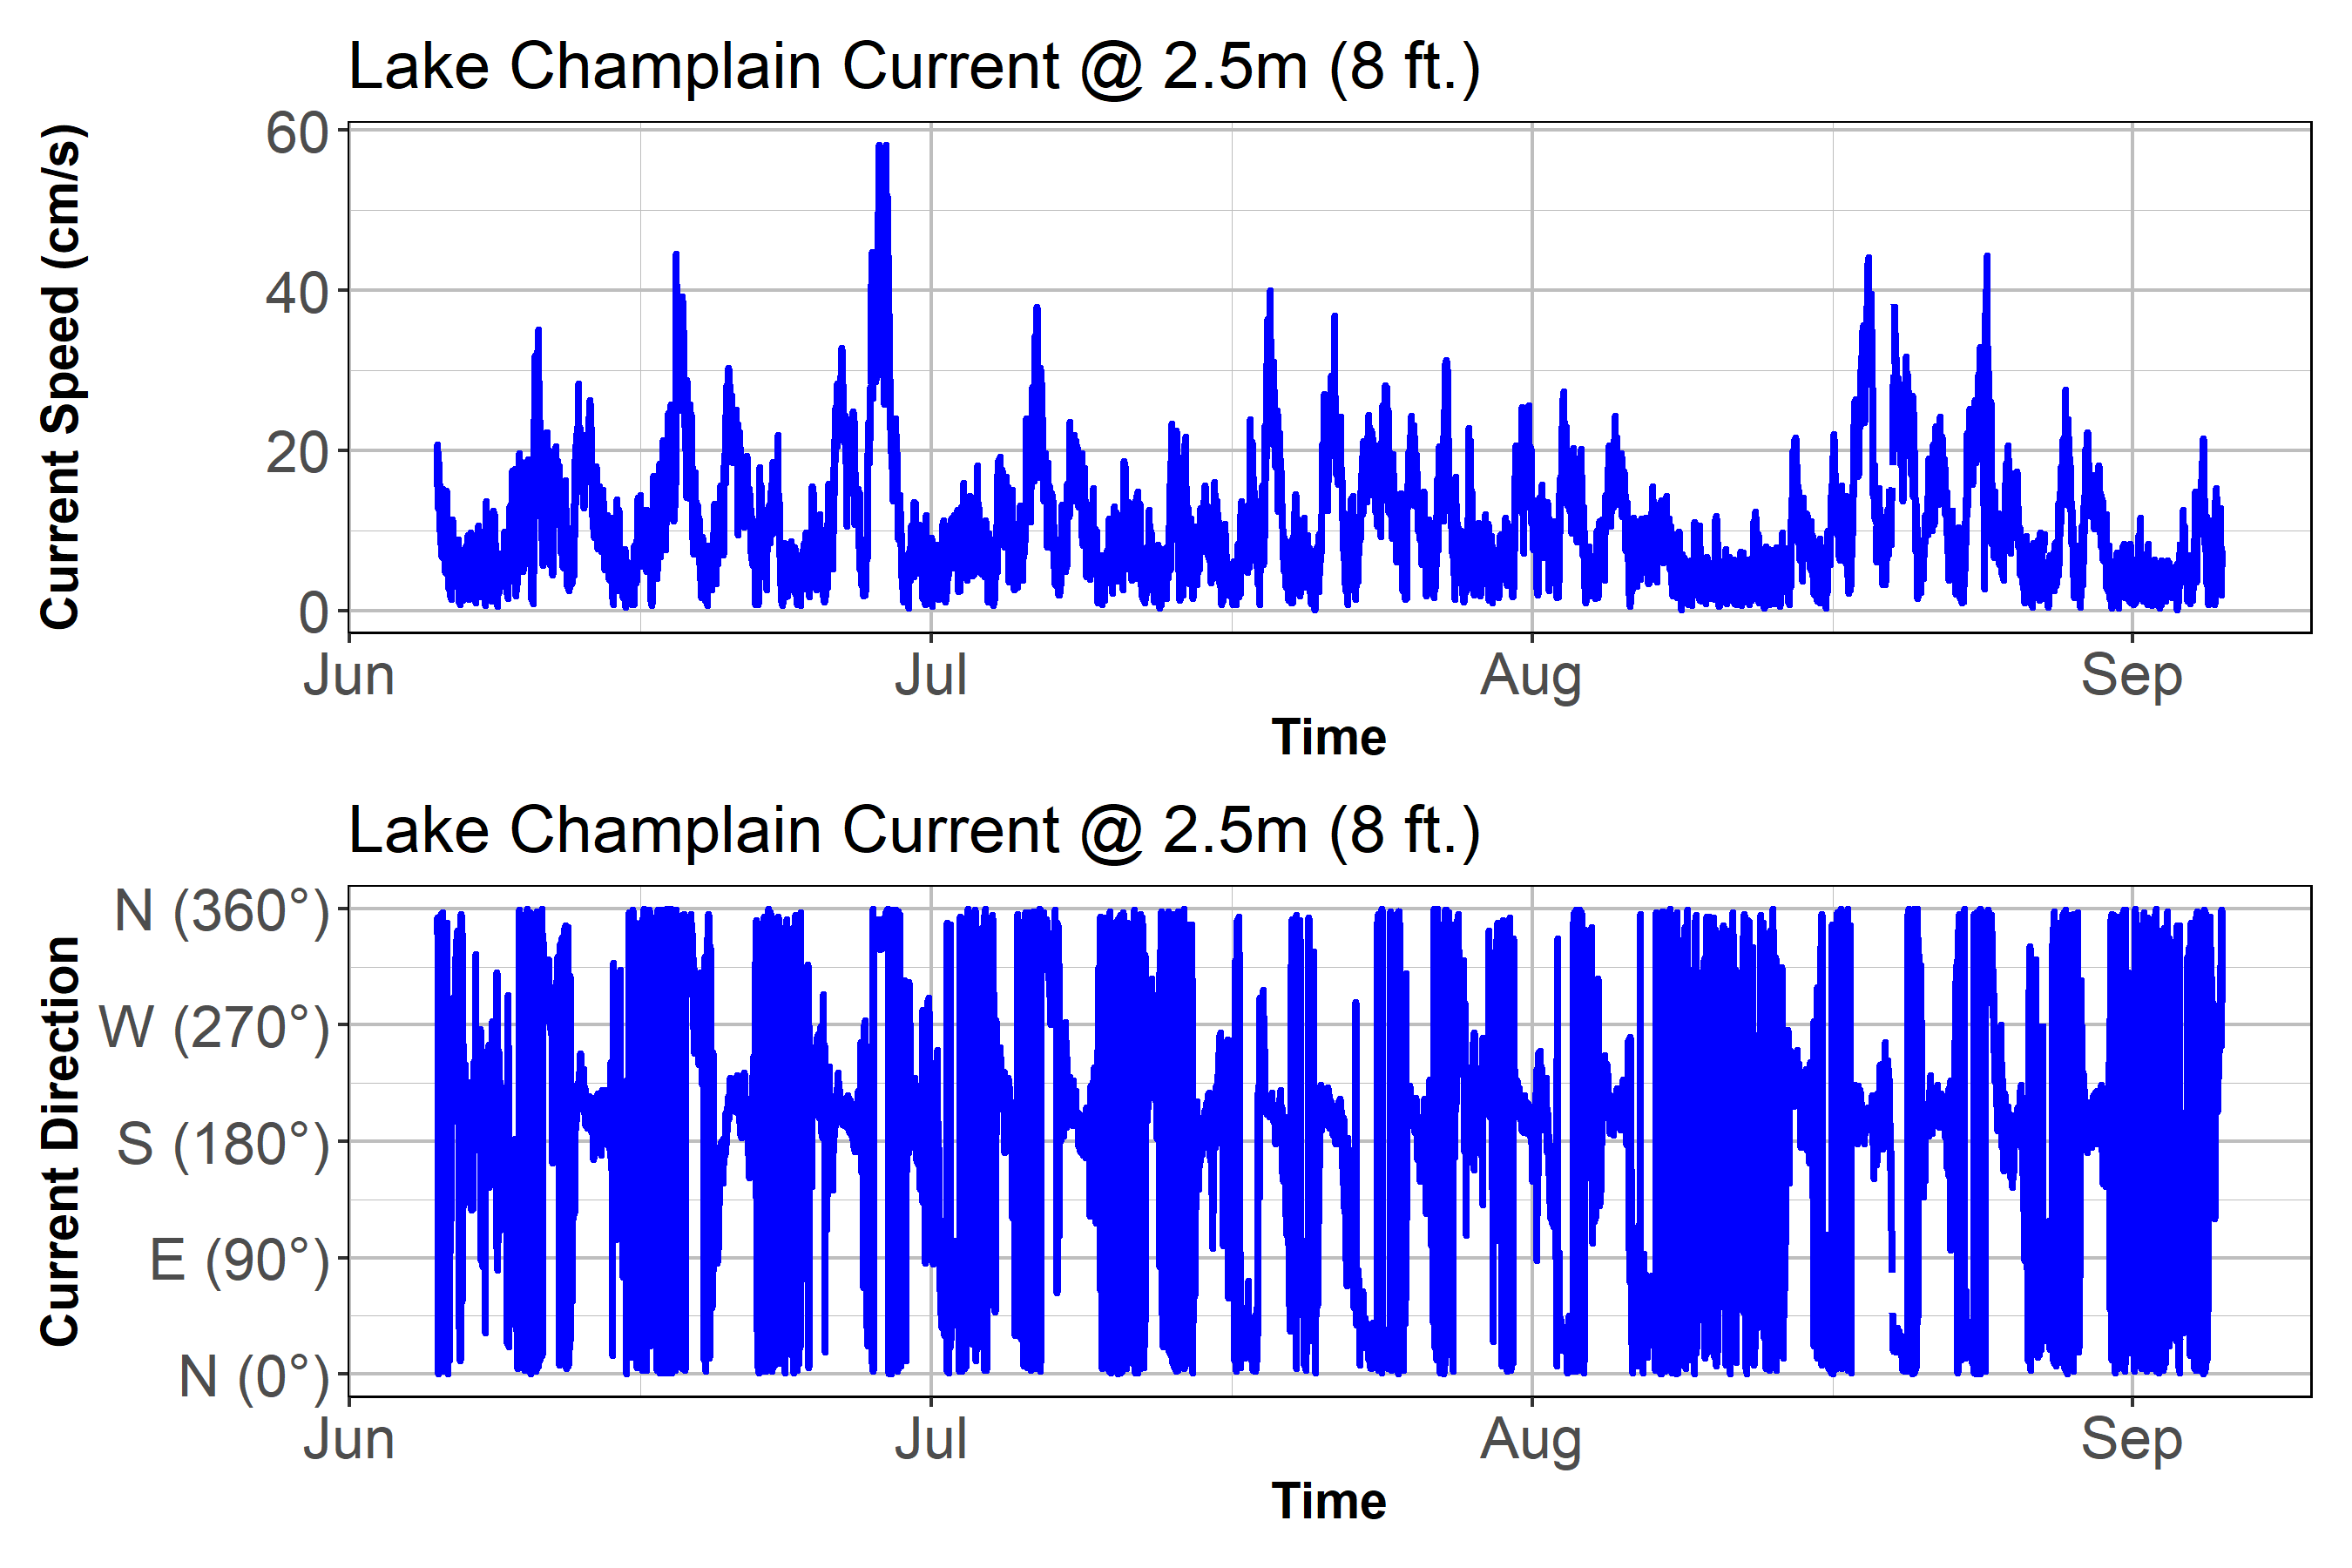 Lake Champlain Current @ 2.5m (8 ft.)
Current Speed (cm/s)
60
40
20
0
Jun Jul Aug Sep
Time
Lake Champlain Current @ 2.5m (8 ft.)
Current Direction
N (360°)
W (270°)
S (180°)
E (90°)
N (0°)
Jun Jul Aug Sep
Time